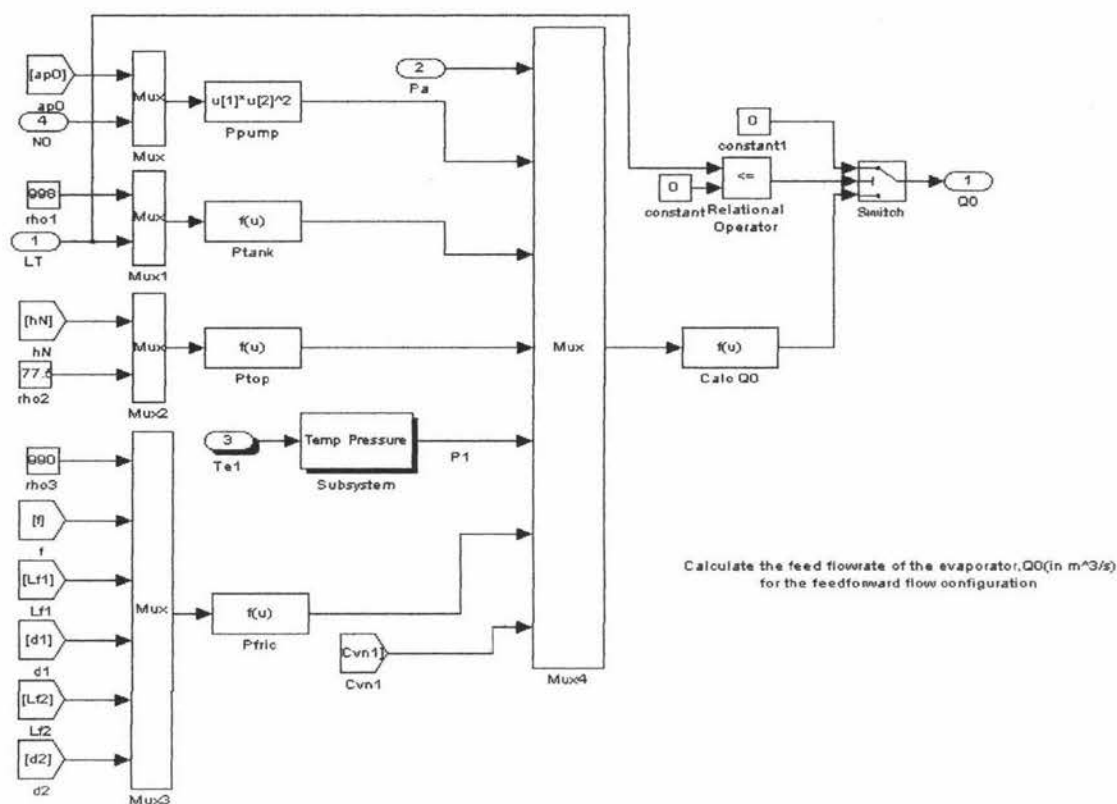 [ap0]
ap0
4
N0
Mux
Mux
u[1]*u[2]^2
Ppump
2
Pa
998
rho1
1
LT
Mux
Mux1
f(u)
Ptank
[hN]
hN
77.5
rho2
Mux
Mux2
f(u)
Ptop
990
rho3
[f]
f
[Lf1]
Lf1
[d1]
d1
[Lf2]
Lf2
[d2]
d2
Mux
Mux3
3
Te1
Temp Pressure
Subsystem
P1
f(u)
Pfric
Cvn1]
Cvn1
Mux
Mux4
0
constant1
0
constant
<=
Relational
Operator
Switch
1
Q0
f(u)
Calc Q0
Calculate the feed flowrate of the evaporator,Q0(in m^3/s)
for the feedforward flow configuration